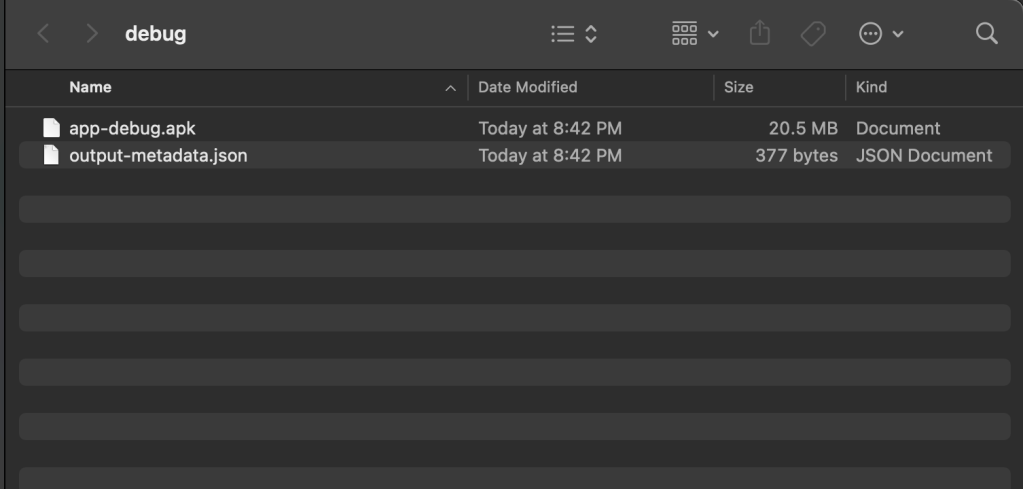 debug
Name Date Modified Size Kind
app-debug.apk Today at 8:42 PM 20.5 MB Document
output-metadata.json Today at 8:42 PM 377 bytes JSON Document